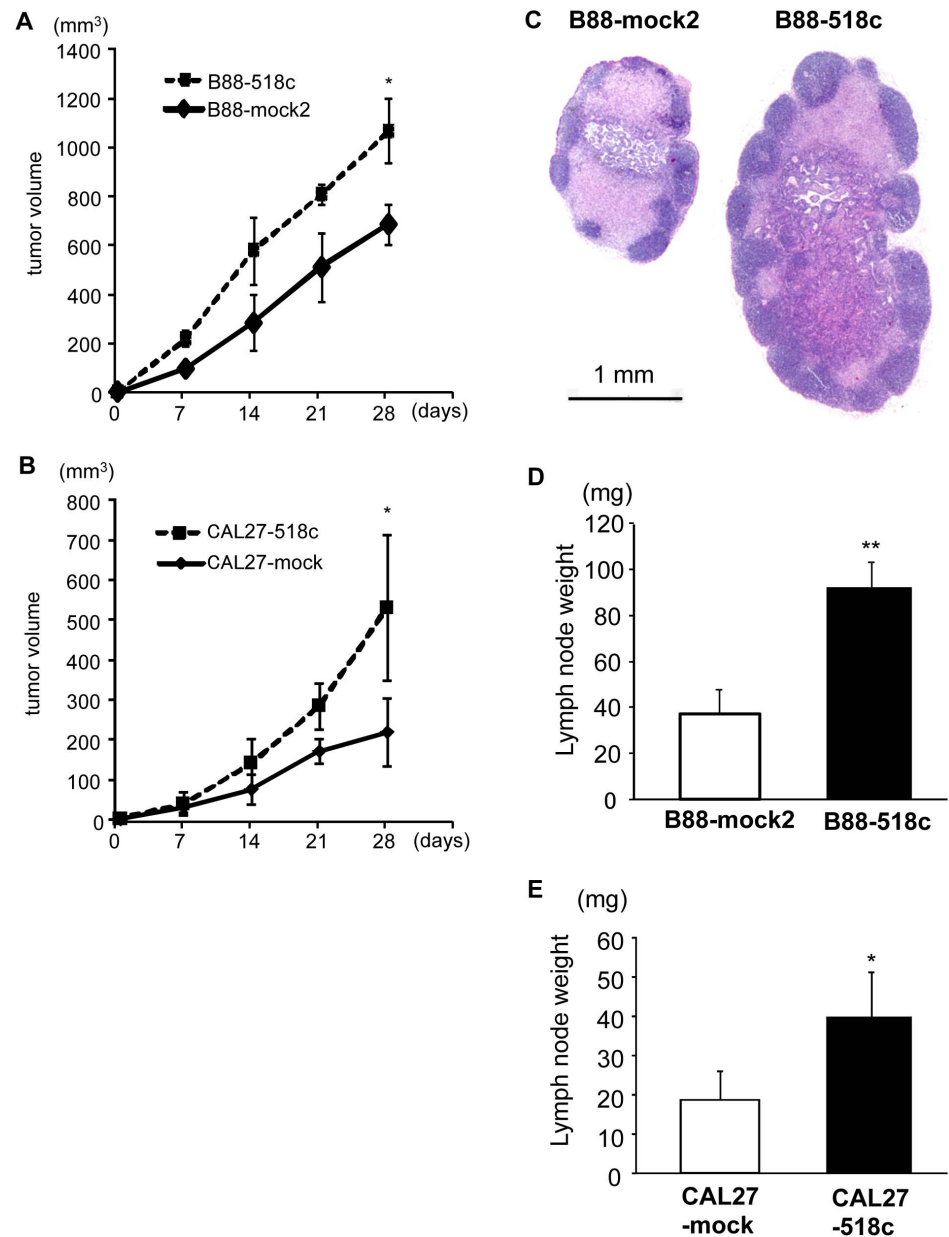 A
(mm³)
1400
1200
1000
800
600
400
200
0
tumor volume
B88-518c
B88-mock2
*
0 7 14 21 28 (days)
B
(mm³)
800
700
600
500
400
300
200
100
0
tumor volume
CAL27-518c
CAL27-mock
*
0 7 14 21 28 (days)
C
B88-mock2 B88-518c
1 mm
D
(mg)
120
100
80
60
40
20
0
Lymph node weight
**
B88-mock2 B88-518c
E
(mg)
60
50
40
30
20
10
0
Lymph node weight
*
CAL27 CAL27
-mock -518c